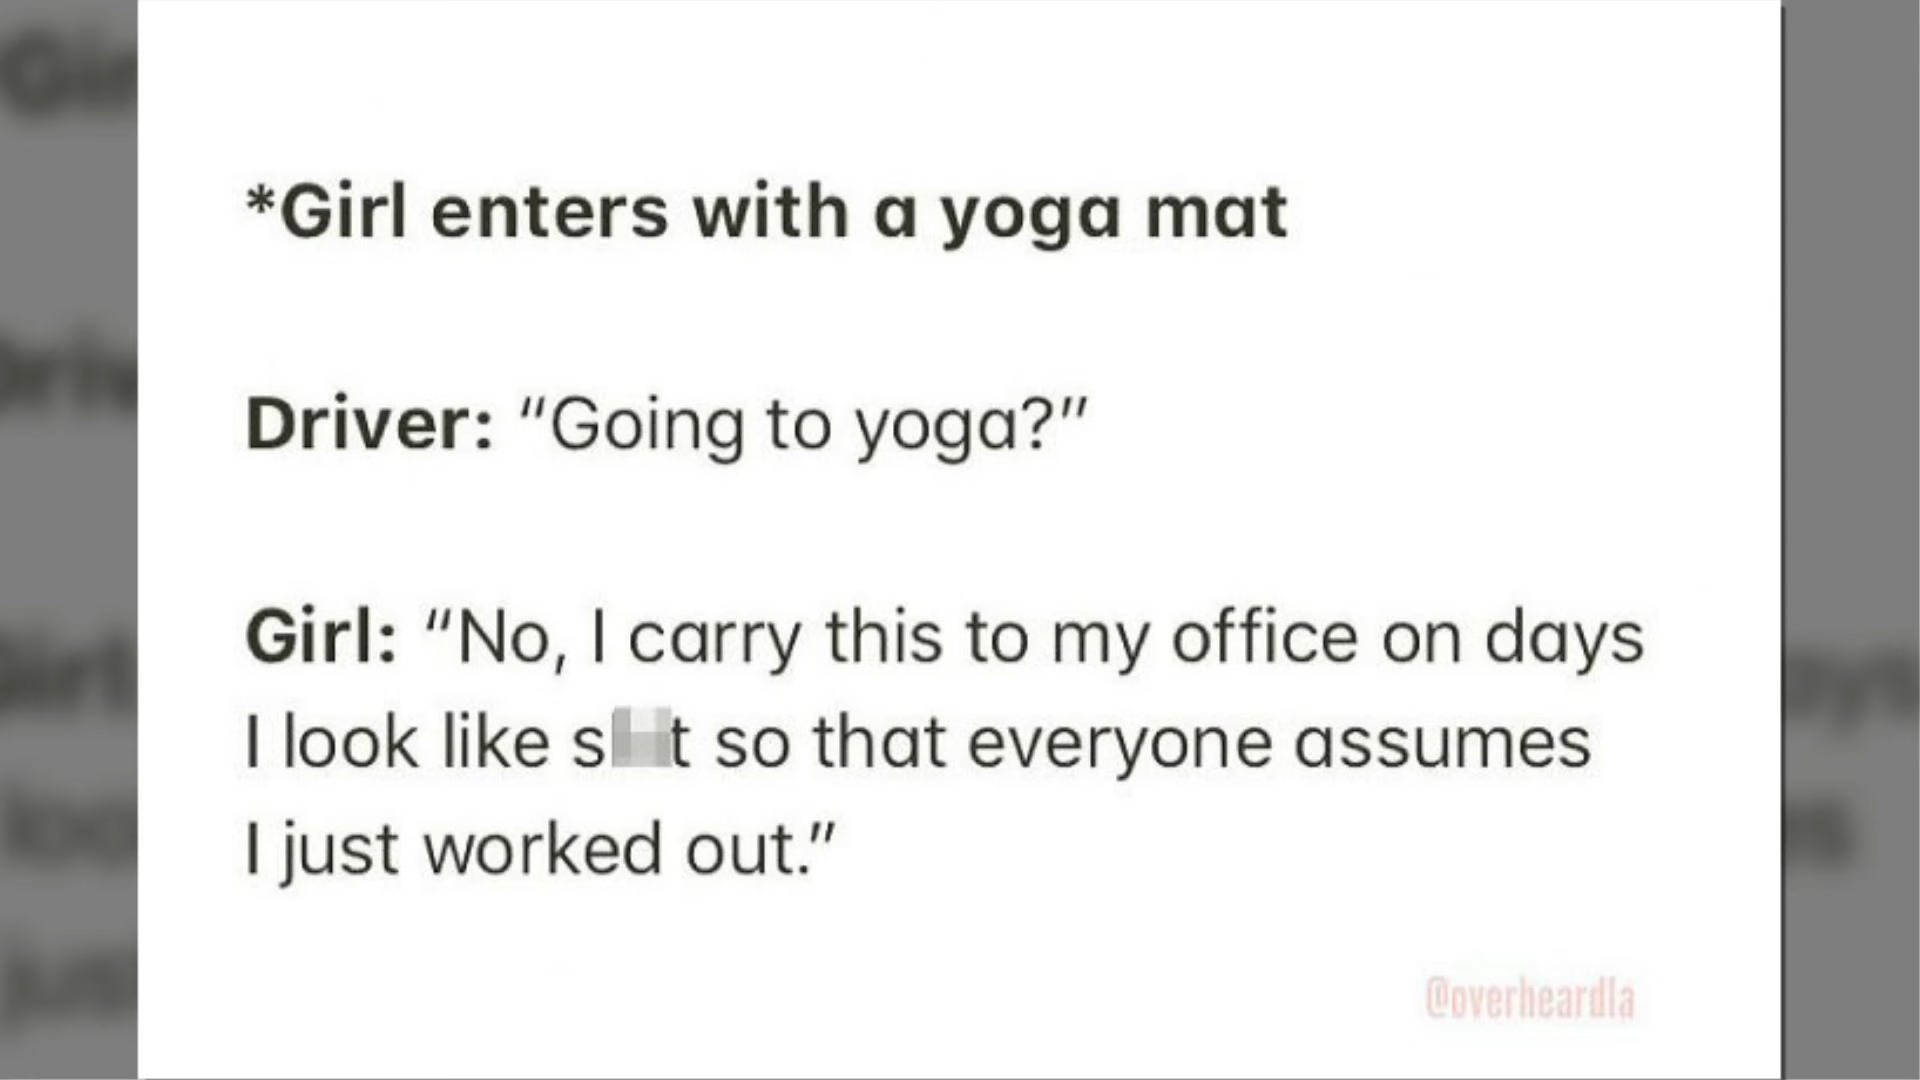 *Girl enters with a yoga mat
Driver: “Going to yoga?”
Girl: “No, I carry this to my office on days
I look like s t so that everyone assumes
I just worked out.”
@overheardla